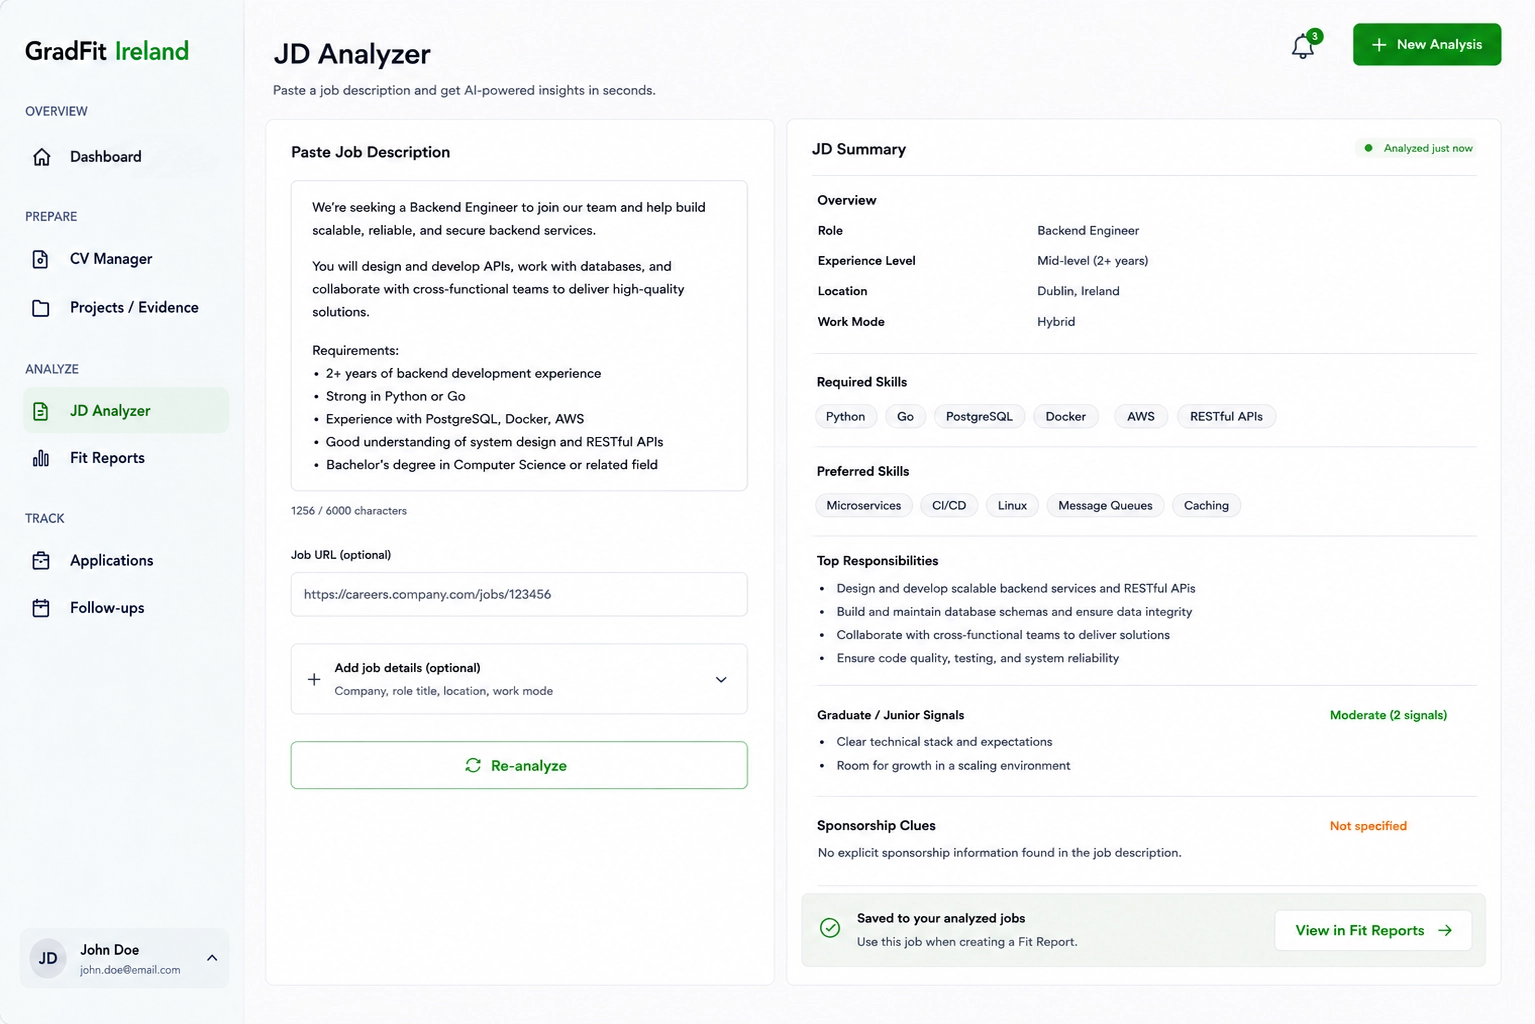 GradFit Ireland
OVERVIEW
Dashboard
PREPARE
CV Manager
Projects / Evidence
ANALYZE
JD Analyzer
Fit Reports
TRACK
Applications
Follow-ups
JD
John Doe
john.doe@email.com
JD Analyzer
Paste a job description and get AI-powered insights in seconds.
3
New Analysis
Paste Job Description
We're seeking a Backend Engineer to join our team and help build
scalable, reliable, and secure backend services.
You will design and develop APIs, work with databases, and
collaborate with cross-functional teams to deliver high-quality
solutions.
Requirements:
• 2+ years of backend development experience
• Strong in Python or Go
• Experience with PostgreSQL, Docker, AWS
• Good understanding of system design and RESTful APIs
• Bachelor's degree in Computer Science or related field
1256 / 6000 characters
Job URL (optional)
https://careers.company.com/jobs/123456
Add job details (optional)
Company, role title, location, work mode
Re-analyze
JD Summary
Analyzed just now
Overview
Role Backend Engineer
Experience Level Mid-level (2+ years)
Location Dublin, Ireland
Work Mode Hybrid
Required Skills
Python Go PostgreSQL Docker AWS RESTful APIs
Preferred Skills
Microservices CI/CD Linux Message Queues Caching
Top Responsibilities
• Design and develop scalable backend services and RESTful APIs
• Build and maintain database schemas and ensure data integrity
• Collaborate with cross-functional teams to deliver solutions
• Ensure code quality, testing, and system reliability
Graduate / Junior Signals Moderate (2 signals)
• Clear technical stack and expectations
• Room for growth in a scaling environment
Sponsorship Clues Not specified
No explicit sponsorship information found in the job description.
Saved to your analyzed jobs
Use this job when creating a Fit Report.
View in Fit Reports